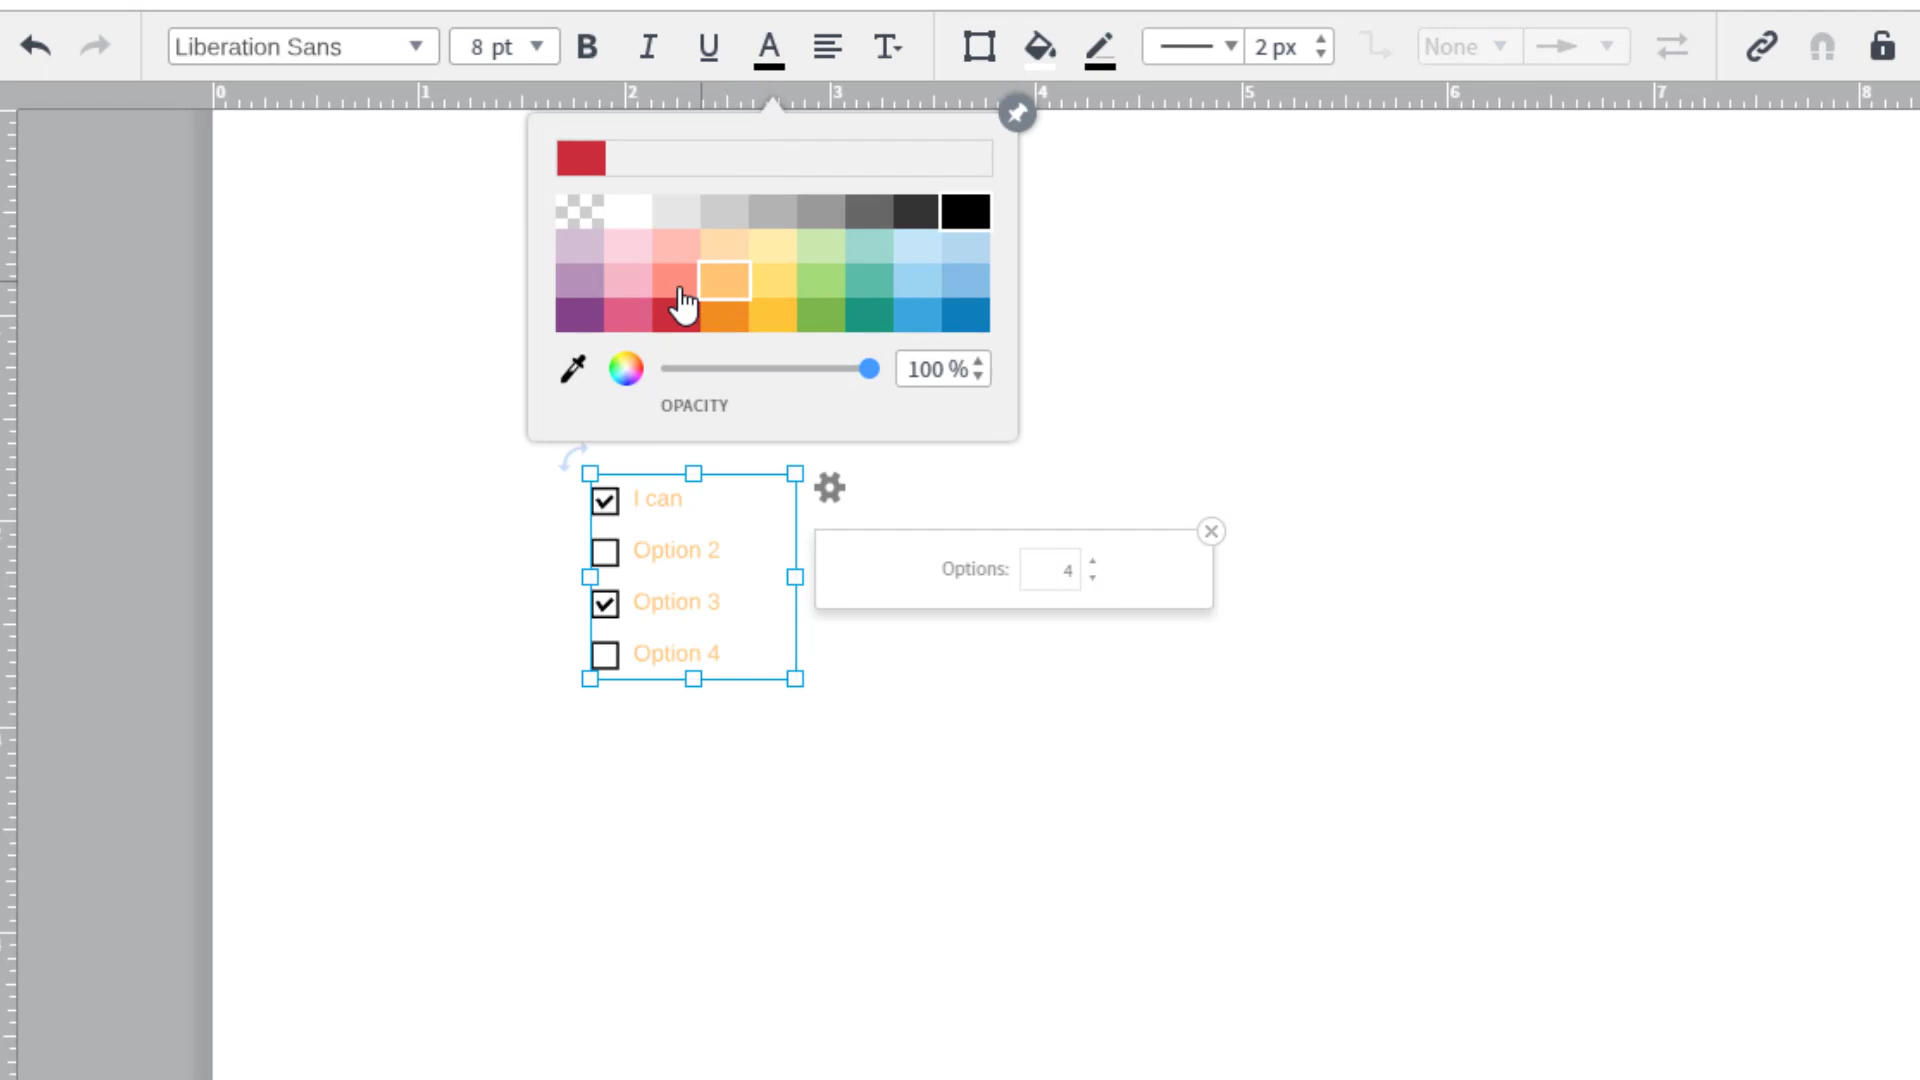 Liberation Sans 8 pt B I U A T 2 px None
0 1 2 3 4 5 6 7 8
100 %
OPACITY
I can
Option 2
Options: 4
Option 3
Option 4